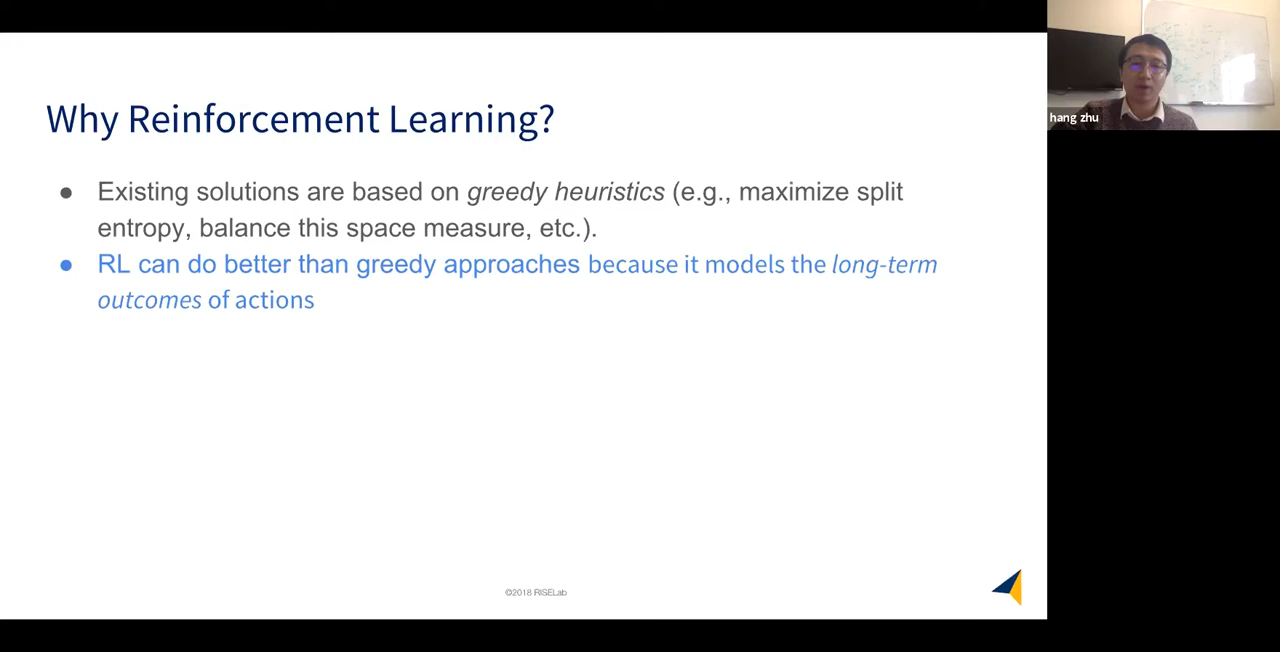 Why Reinforcement Learning?
● Existing solutions are based on greedy heuristics (e.g., maximize split
entropy, balance this space measure, etc.).
● RL can do better than greedy approaches because it models the long-term
outcomes of actions
©2018 RISELab
hang zhu